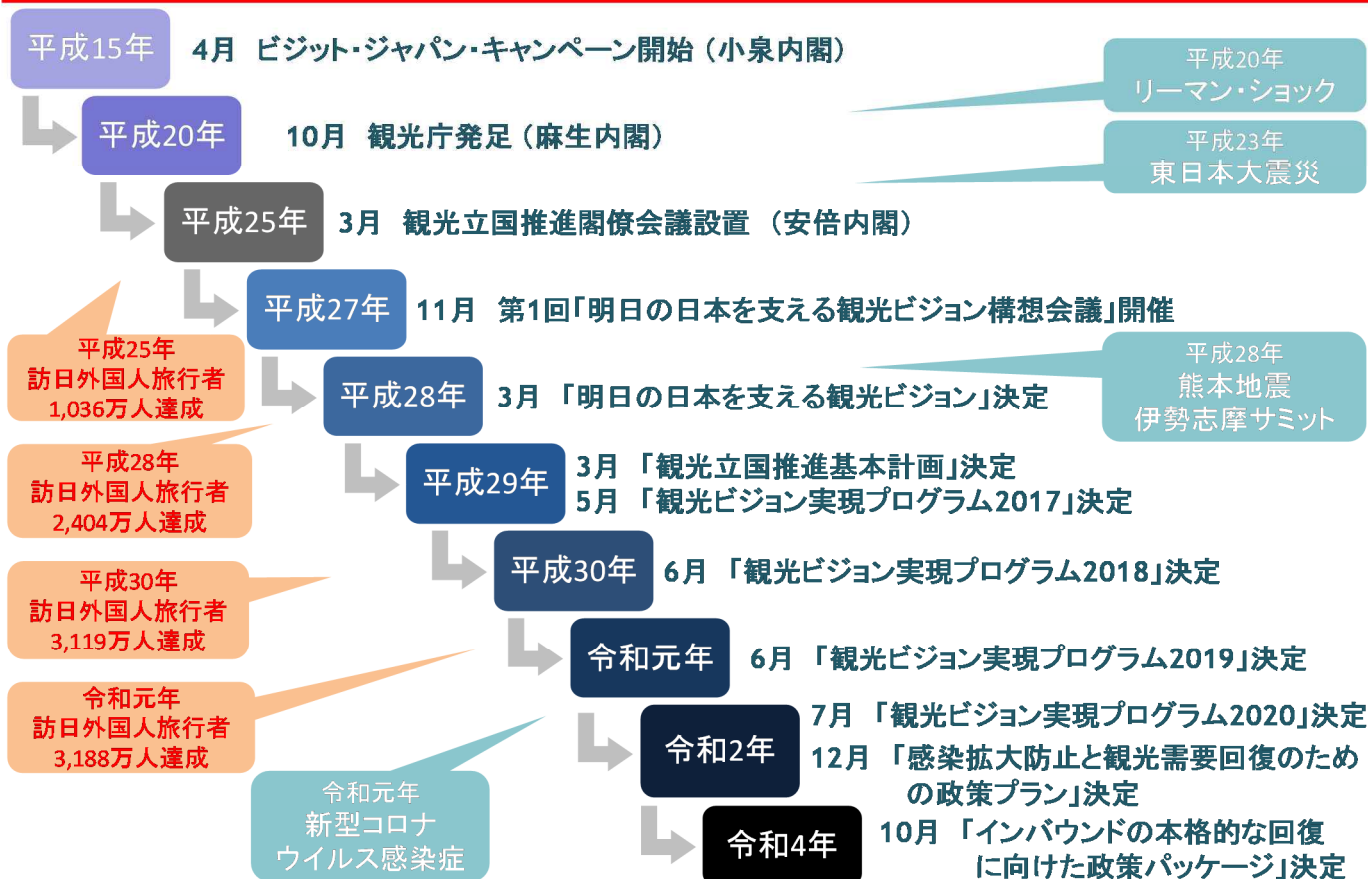 平成15年
4月 ビジット・ジャパン・キャンペーン開始（小泉内閣）
平成20年
リーマン・ショック
平成20年
10月 観光庁発足（麻生内閣）
平成23年
東日本大震災
平成25年
3月 観光立国推進閣僚会議設置 （安倍内閣）
平成27年
11月 第1回「明日の日本を支える観光ビジョン構想会議」開催
平成25年
訪日外国人旅行者
1,036万人達成
平成28年
3月 「明日の日本を支える観光ビジョン」決定
平成28年
熊本地震
伊勢志摩サミット
平成28年
訪日外国人旅行者
2,404万人達成
平成29年
3月 「観光立国推進基本計画」決定
5月 「観光ビジョン実現プログラム2017」決定
平成30年
6月 「観光ビジョン実現プログラム2018」決定
平成30年
訪日外国人旅行者
3,119万人達成
令和元年
6月 「観光ビジョン実現プログラム2019」決定
令和元年
訪日外国人旅行者
3,188万人達成
令和2年
7月 「観光ビジョン実現プログラム2020」決定
12月 「感染拡大防止と観光需要回復のため
の政策プラン」決定
令和元年
新型コロナ
ウイルス感染症
令和4年
10月 「インバウンドの本格的な回復
に向けた政策パッケージ」決定